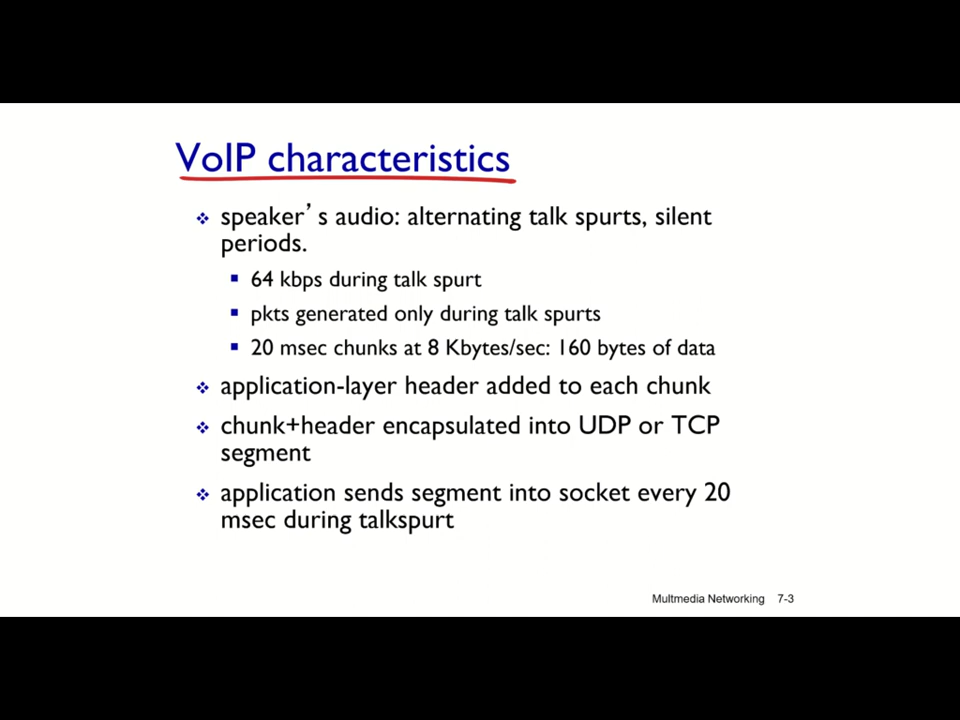 VoIP characteristics
speaker’s audio: alternating talk spurts, silent
periods.
64 kbps during talk spurt
pkts generated only during talk spurts
20 msec chunks at 8 Kbytes/sec: 160 bytes of data
application-layer header added to each chunk
chunk+header encapsulated into UDP or TCP
segment
application sends segment into socket every 20
msec during talkspurt
Multmedia Networking 7-3